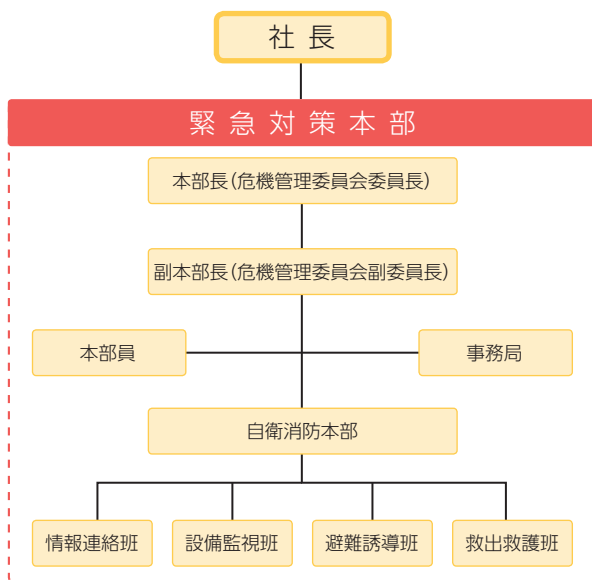 社長
緊急対策本部
本部長(危機管理委員会委員長)
副本部長(危機管理委員会副委員長)
本部員
事務局
自衛消防本部
情報連絡班
設備監視班
避難誘導班
救出救護班